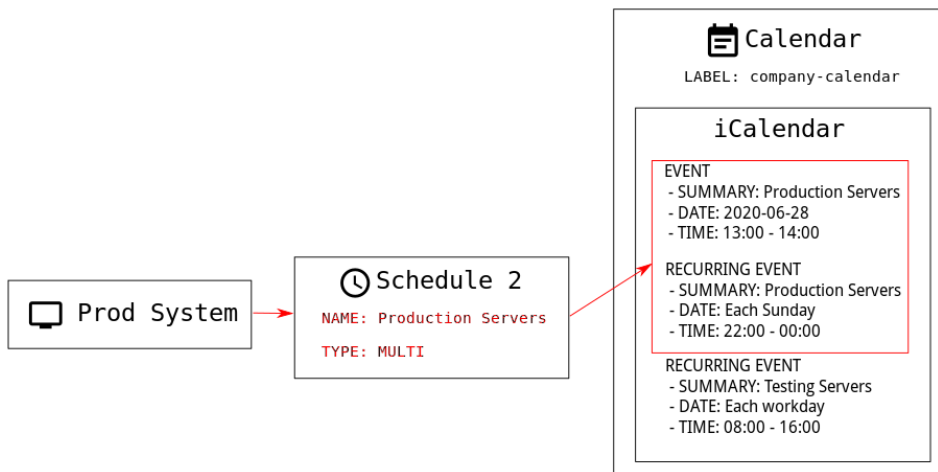 Calendar
LABEL: company-calendar
iCalendar
EVENT
- SUMMARY: Production Servers
- DATE: 2020-06-28
- TIME: 13:00 - 14:00
RECURRING EVENT
- SUMMARY: Production Servers
- DATE: Each Sunday
- TIME: 22:00 - 00:00
RECURRING EVENT
- SUMMARY: Testing Servers
- DATE: Each workday
- TIME: 08:00 - 16:00
Schedule 2
NAME: Production Servers
TYPE: MULTI
Prod System